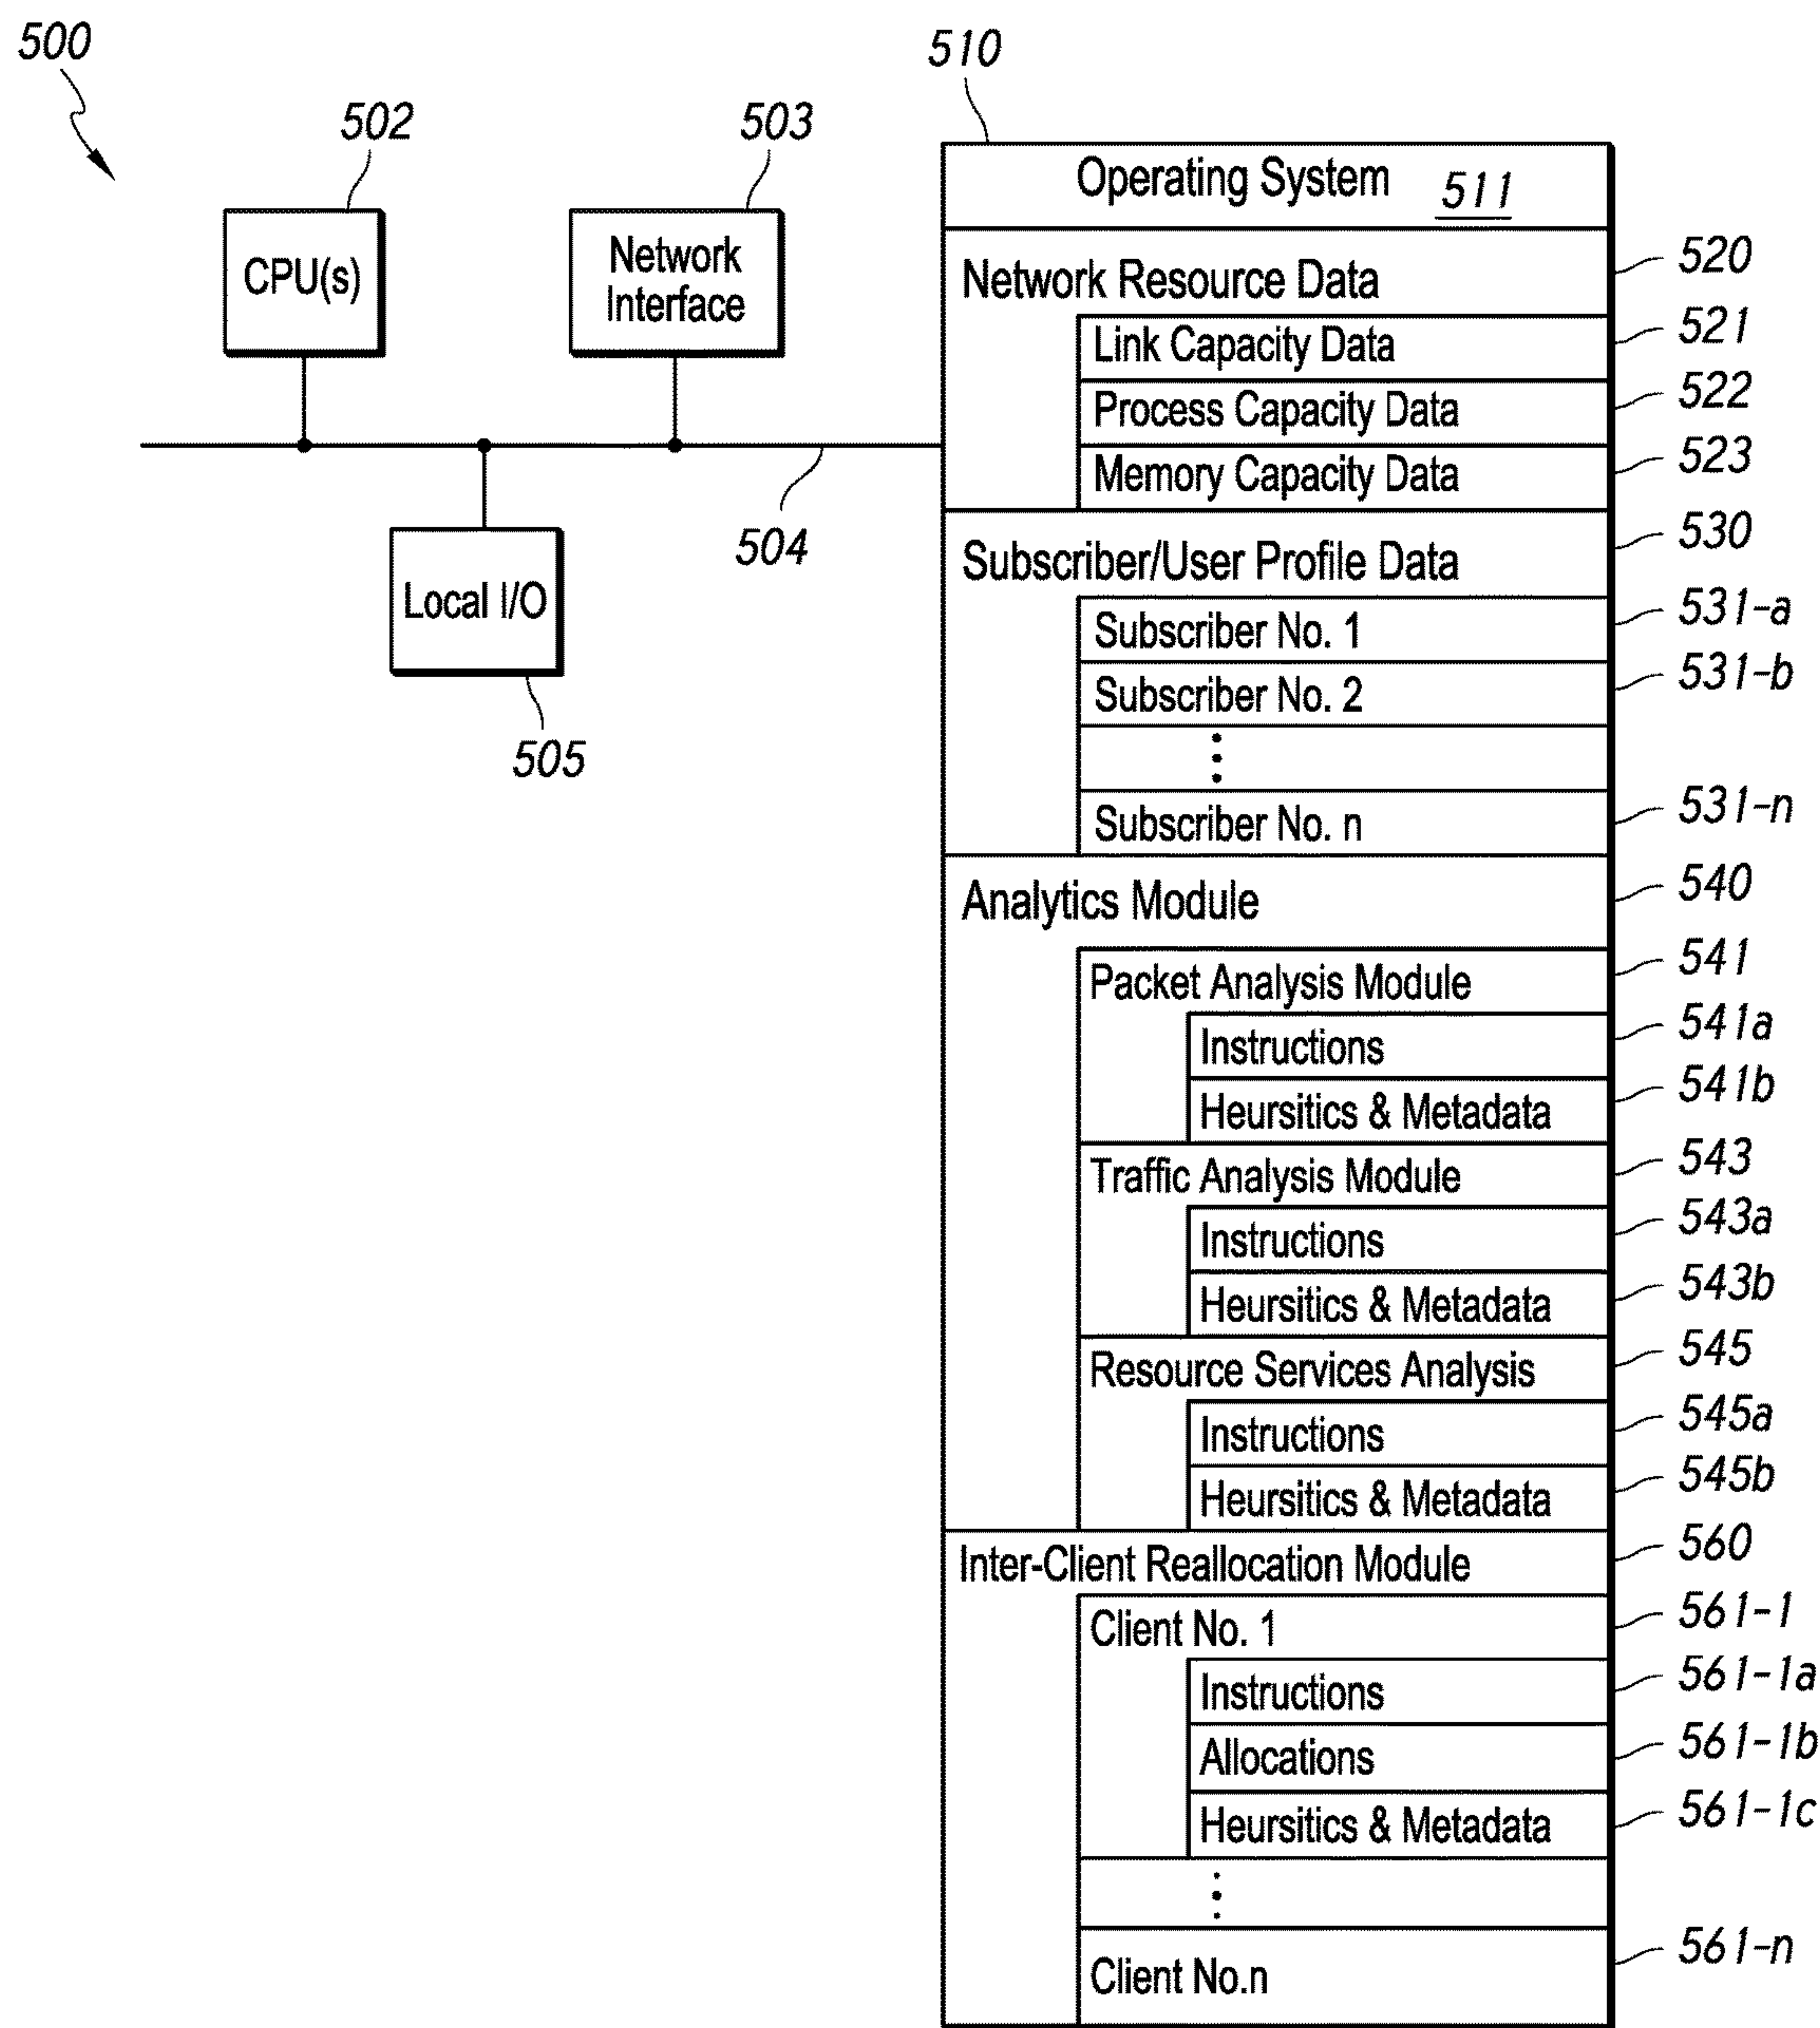 500
502
503
510
CPU(s)
Network
Interface
504
Local I/O
505
Operating System 511
Network Resource Data 520
Link Capacity Data 521
Process Capacity Data 522
Memory Capacity Data 523
Subscriber/User Profile Data 530
Subscriber No. 1 531-a
Subscriber No. 2 531-b
Subscriber No. n 531-n
Analytics Module 540
Packet Analysis Module 541
Instructions 541a
Heursitics & Metadata 541b
Traffic Analysis Module 543
Instructions 543a
Heursitics & Metadata 543b
Resource Services Analysis 545
Instructions 545a
Heursitics & Metadata 545b
Inter-Client Reallocation Module 560
Client No. 1 561-1
Instructions 561-1a
Allocations 561-1b
Heursitics & Metadata 561-1c
Client No.n 561-n